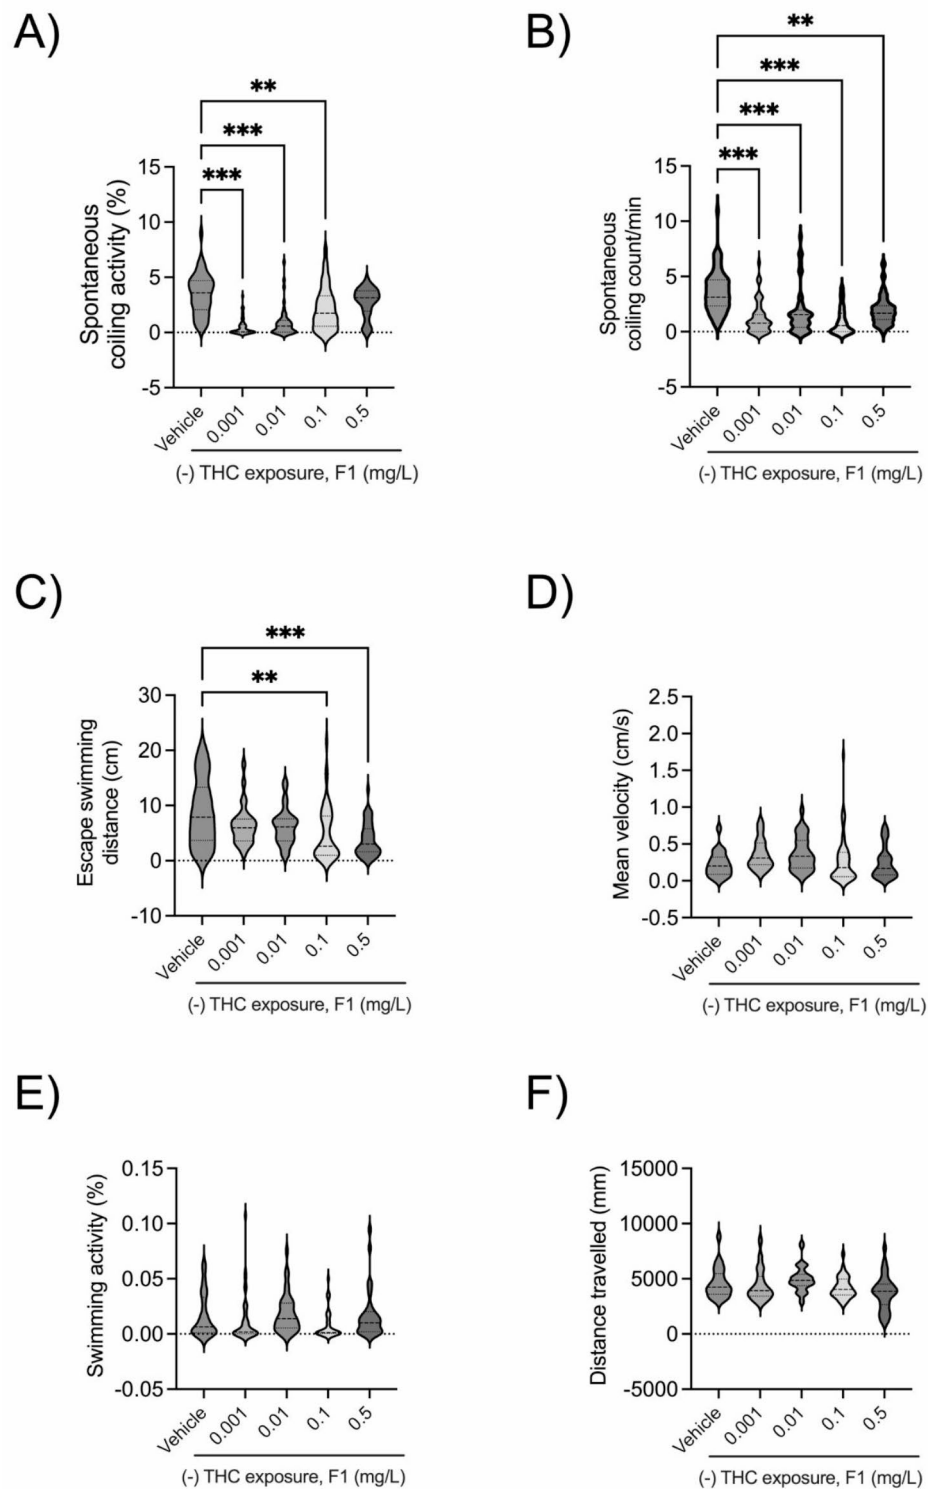 A)
**
***
***
Spontaneous
coiling activity (%)
15
10
5
0
-5
Vehicle
0.001
0.01
0.1
0.5
(-) THC exposure, F1 (mg/L)
B)
**
***
***
***
Spontaneous
coiling count/min
15
10
5
0
-5
Vehicle
0.001
0.01
0.1
0.5
(-) THC exposure, F1 (mg/L)
C)
***
**
Escape swimming
distance (cm)
30
20
10
0
-10
Vehicle
0.001
0.01
0.1
0.5
(-) THC exposure, F1 (mg/L)
D)
Mean velocity (cm/s)
2.5
2.0
1.5
1.0
0.5
0.0
-0.5
Vehicle
0.001
0.01
0.1
0.5
(-) THC exposure, F1 (mg/L)
E)
Swimming activity (%)
0.15
0.10
0.05
0.00
-0.05
Vehicle
0.001
0.01
0.1
0.5
(-) THC exposure, F1 (mg/L)
F)
Distance travelled (mm)
15000
10000
5000
0
-5000
Vehicle
0.001
0.01
0.1
0.5
(-) THC exposure, F1 (mg/L)